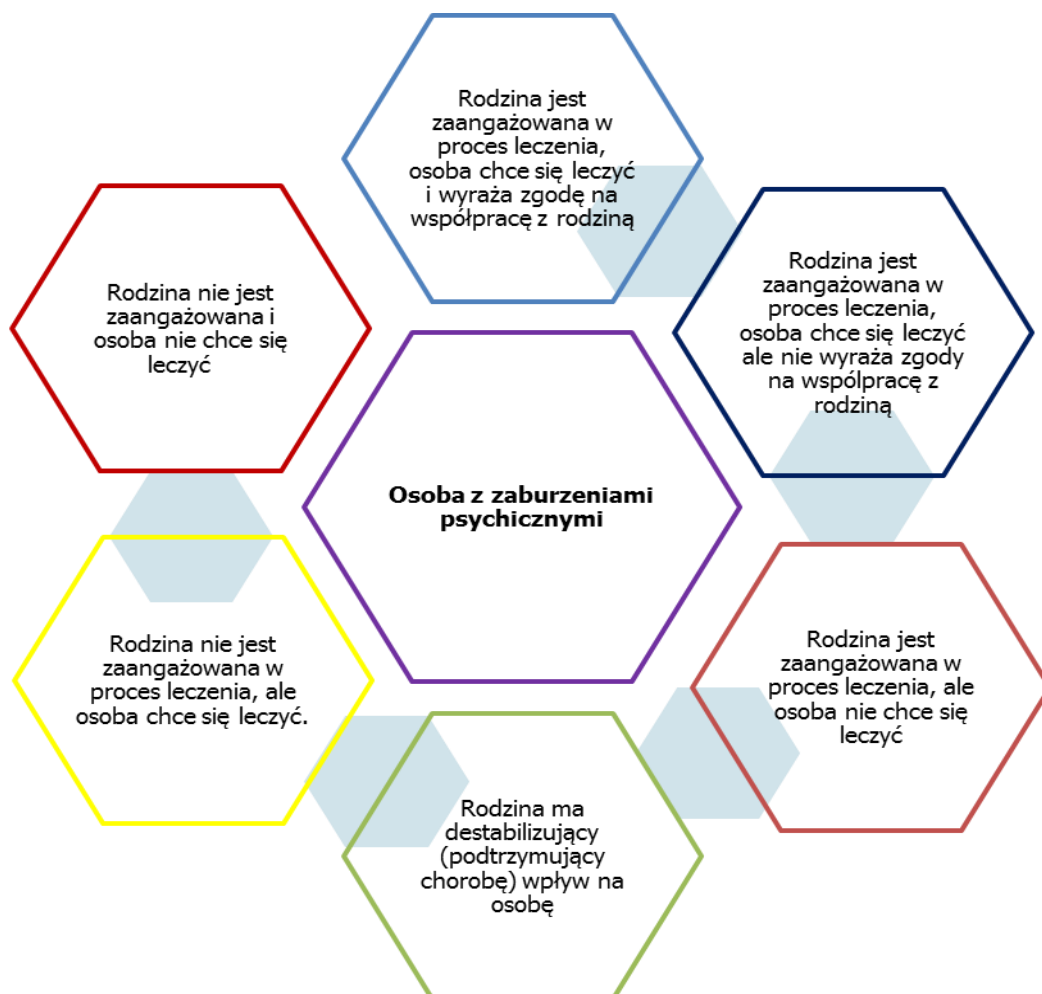 Rodzina jest
zaangażowana w
proces leczenia,
osoba chce się leczyć
i wyraża zgodę na
współpracę z rodziną
Rodzina jest
zaangażowana w
proces leczenia,
osoba chce się leczyć
ale nie wyraża zgody
na wspólpracę z
rodziną
Rodzina jest
zaangażowana w
proces leczenia, ale
osoba nie chce się
leczyć
Rodzina ma
destabilizujący
(podtrzymujący
chorobę) wpływ na
osobę
Rodzina nie jest
zaangażowana w
proces leczenia, ale
osoba chce się leczyć.
Rodzina nie jest
zaangażowana i
osoba nie chce się
leczyć
Osoba z zaburzeniami
psychicznymi